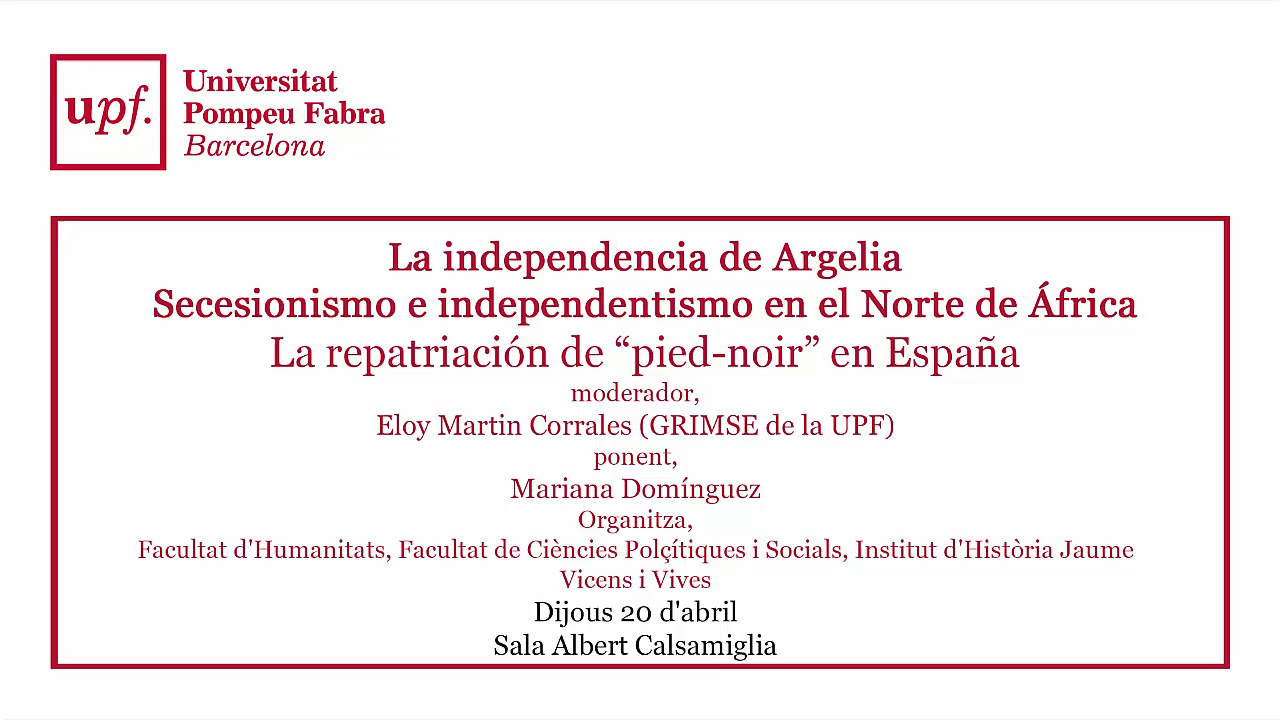 upf.
Universitat
Pompeu Fabra
Barcelona
La independencia de Argelia
Secesionismo e independentismo en el Norte de África
La repatriación de “pied-noir” en España
moderador,
Eloy Martin Corrales (GRIMSE de la UPF)
ponent,
Mariana Domínguez
Organitza,
Facultat d'Humanitats, Facultat de Ciències Polçítiques i Socials, Institut d'Història Jaume
Vicens i Vives
Dijous 20 d'abril
Sala Albert Calsamiglia